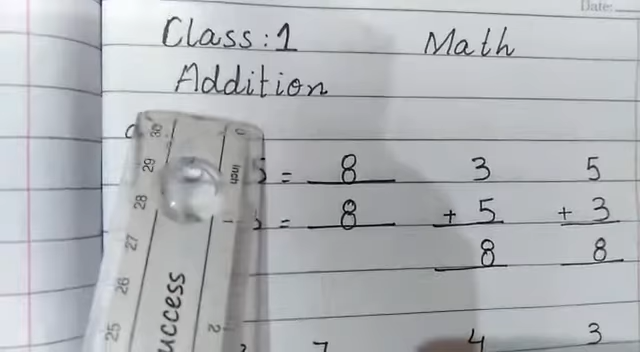 Date:
Class:1 Math
Addition
5 = 8 3 5
= 8 + 5 + 3
8 8
7 4 3
30
29
28
27
26
25
inch
1
2
uccess